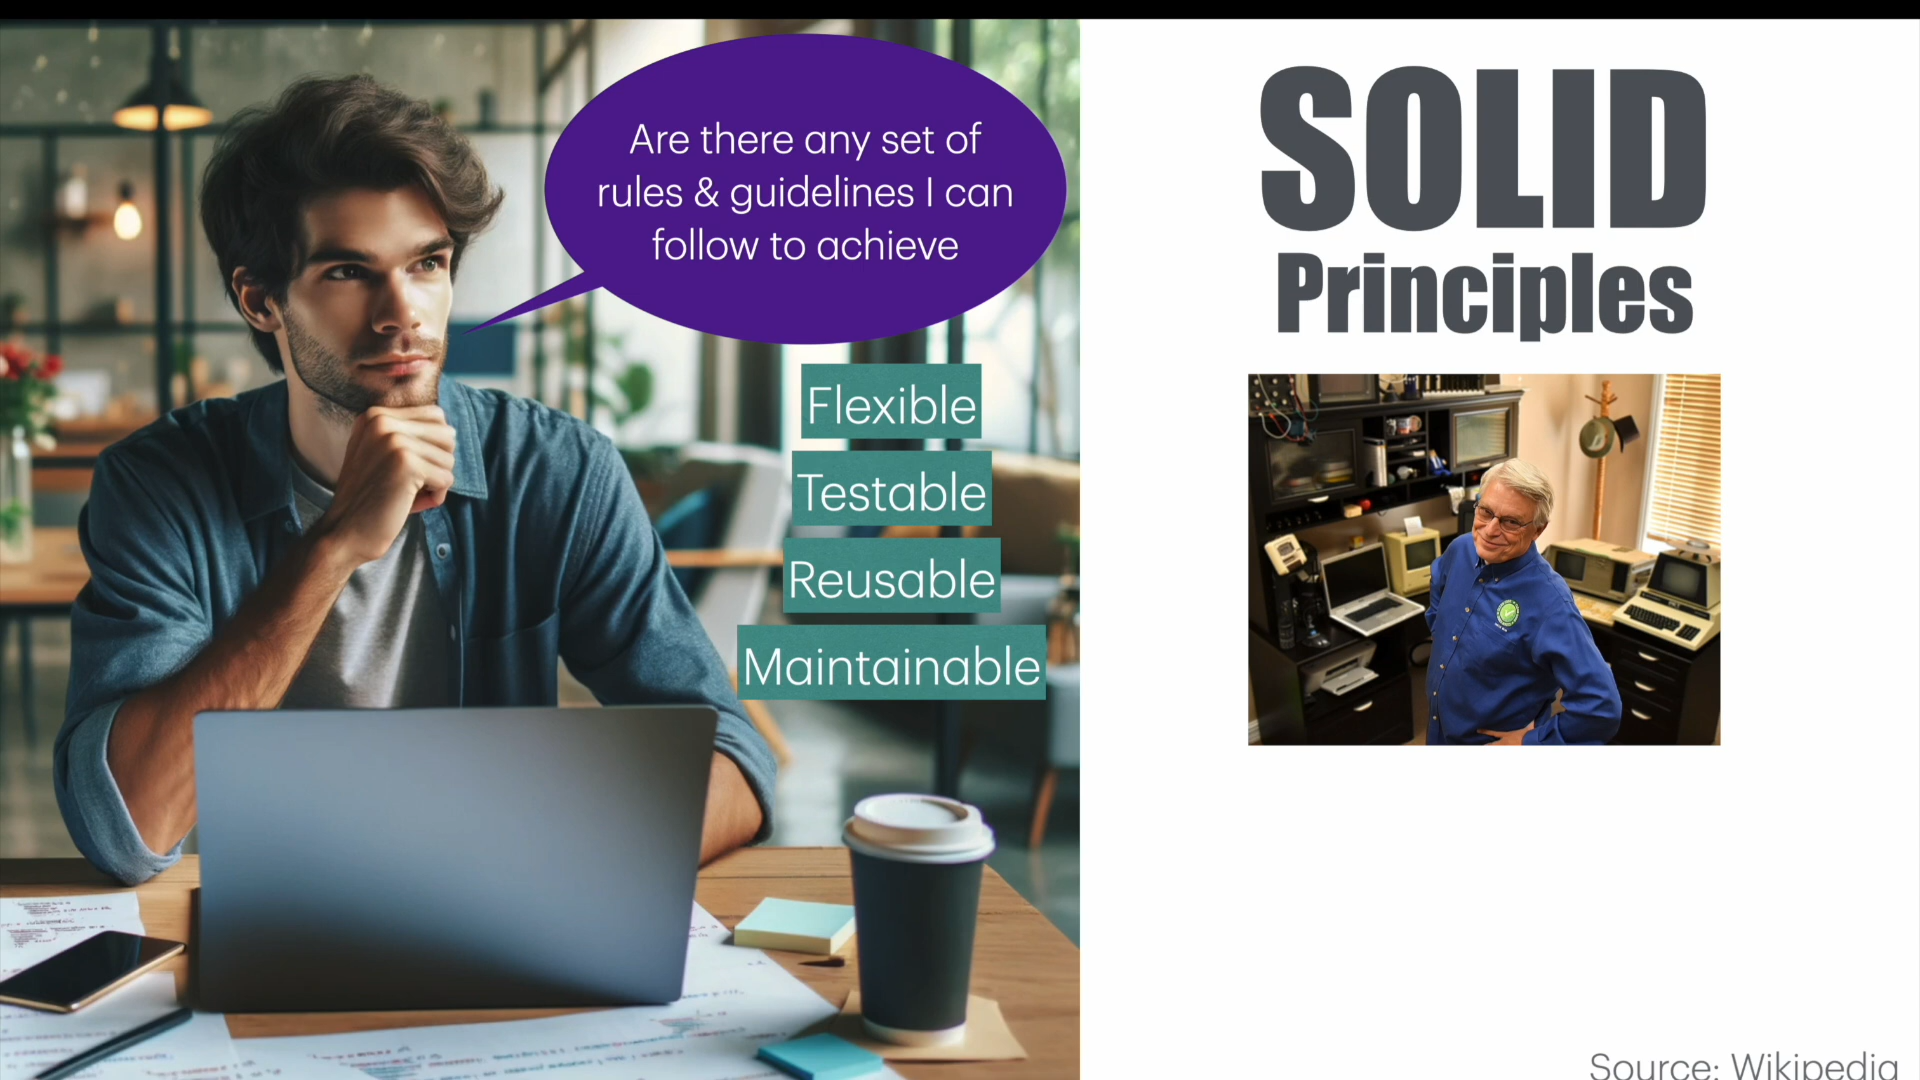 Are there any set of
rules & guidelines I can
follow to achieve
Flexible
Testable
Reusable
Maintainable
SOLID
Principles
Source: Wikipedia